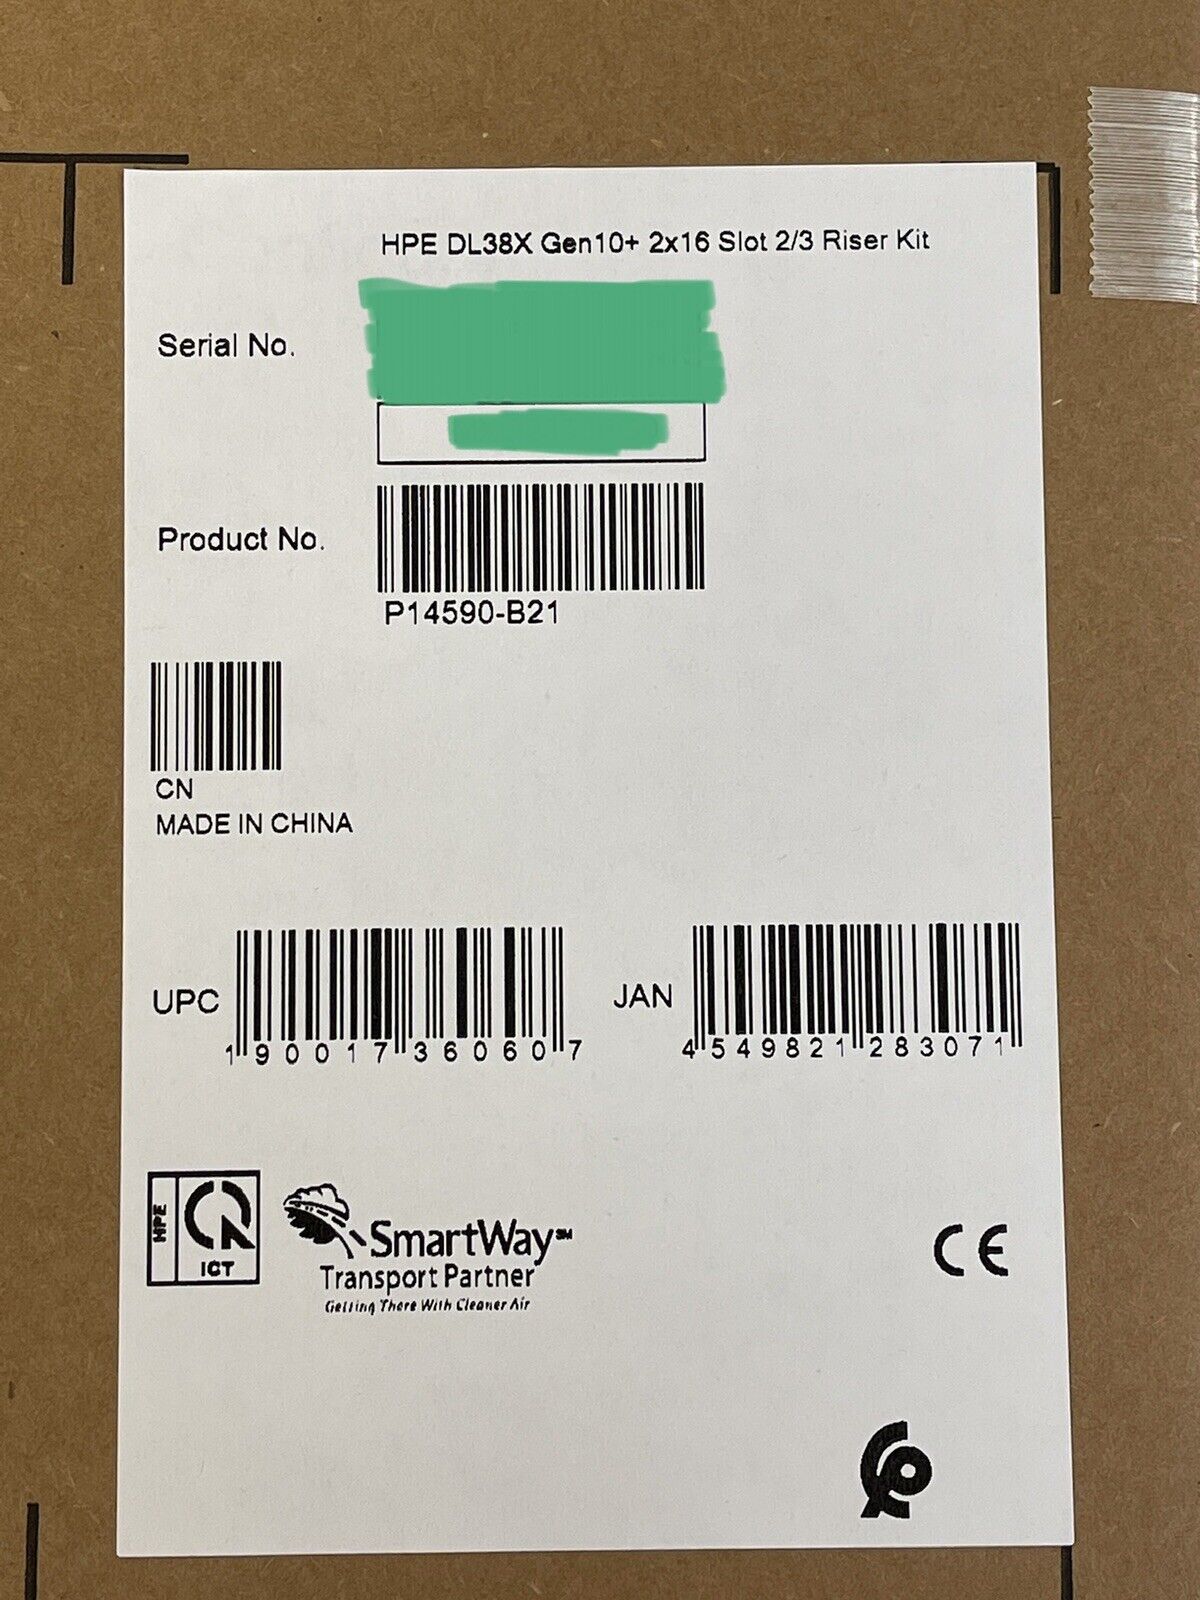 HPE DL38X Gen10+ 2x16 Slot 2/3 Riser Kit
Serial No.
Product No.
P14590-B21
CN
MADE IN CHINA
UPC
1 90017 36060 7
JAN
4 549821 283071
HPE
ICT
SmartWay℠
Transport Partner
Getting There With Cleaner Air
CE